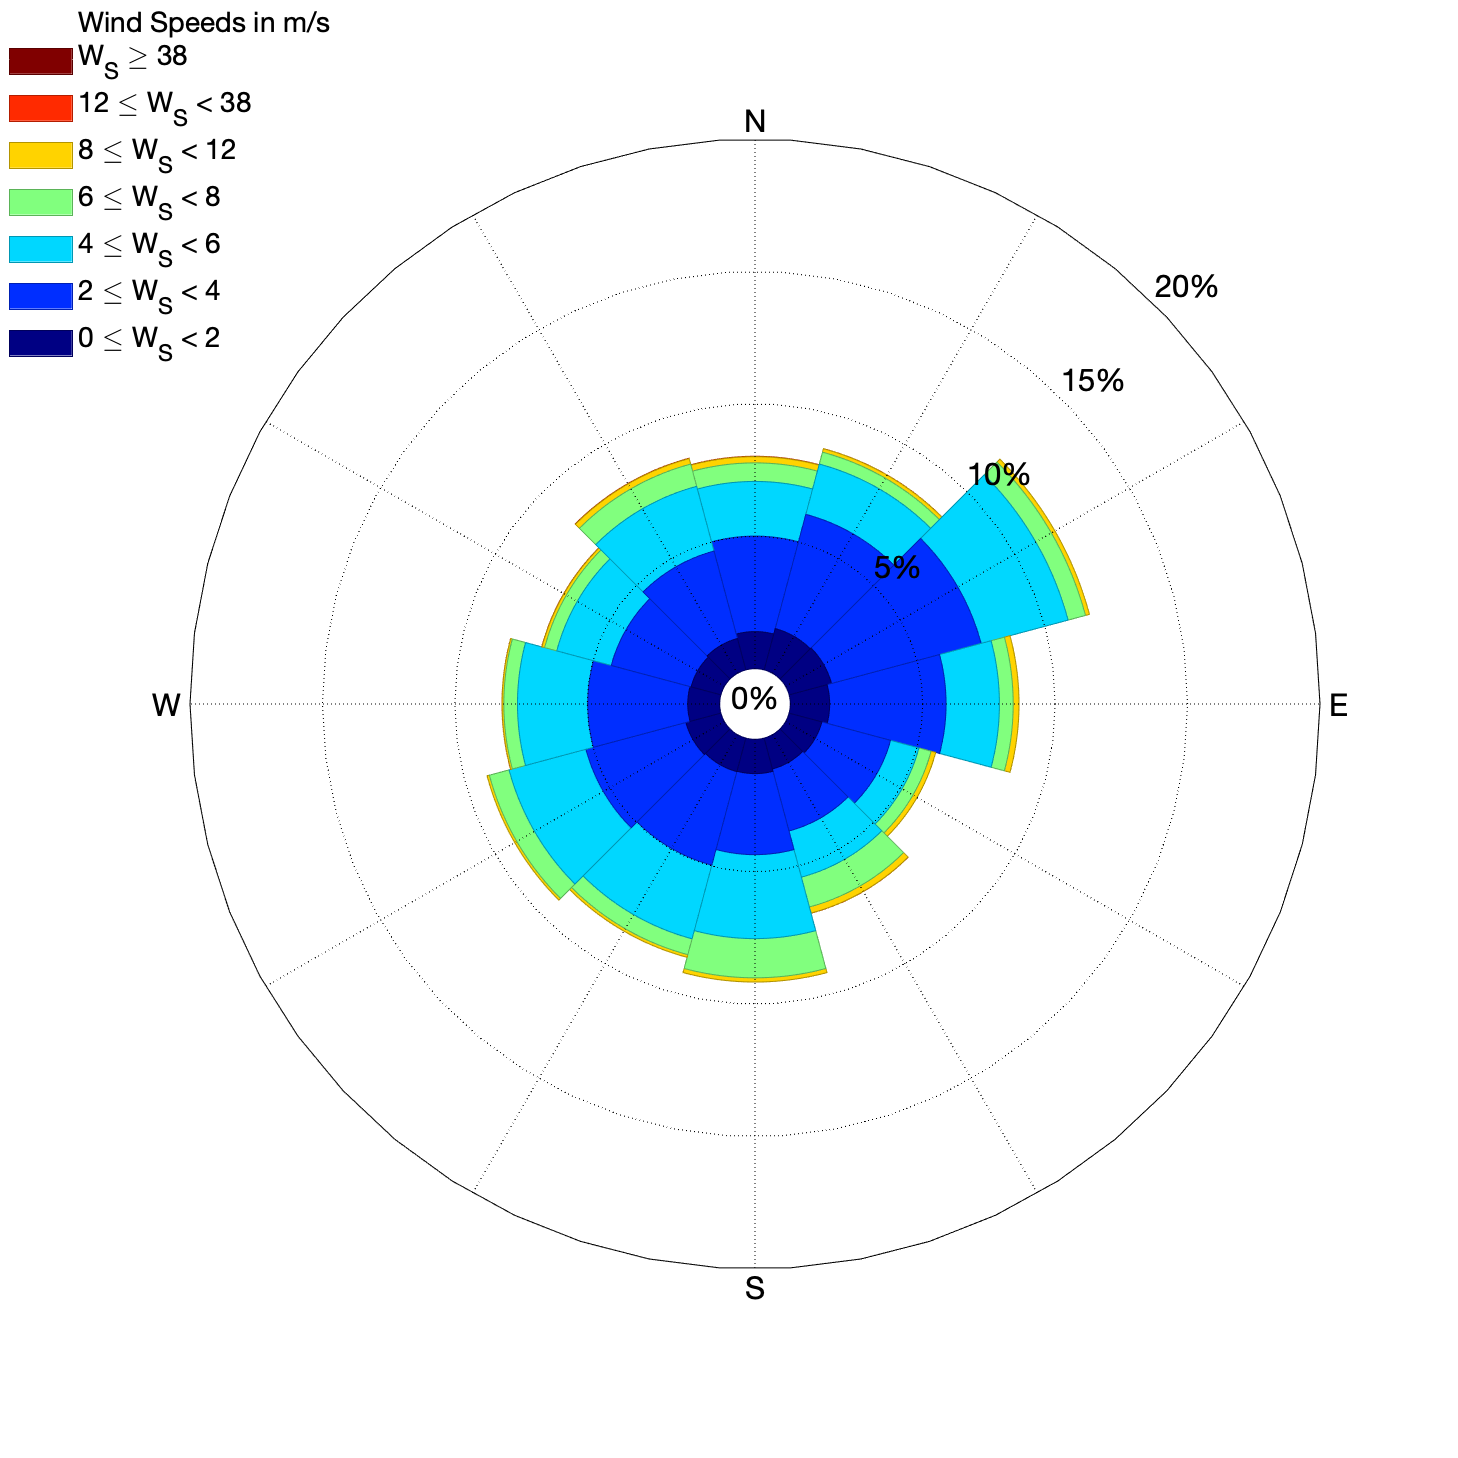 Wind Speeds in m/s
W_S ≥ 38
12 ≤ W_S < 38
8 ≤ W_S < 12
6 ≤ W_S < 8
4 ≤ W_S < 6
2 ≤ W_S < 4
0 ≤ W_S < 2
N
20%
15%
10%
5%
0%
W
E
S